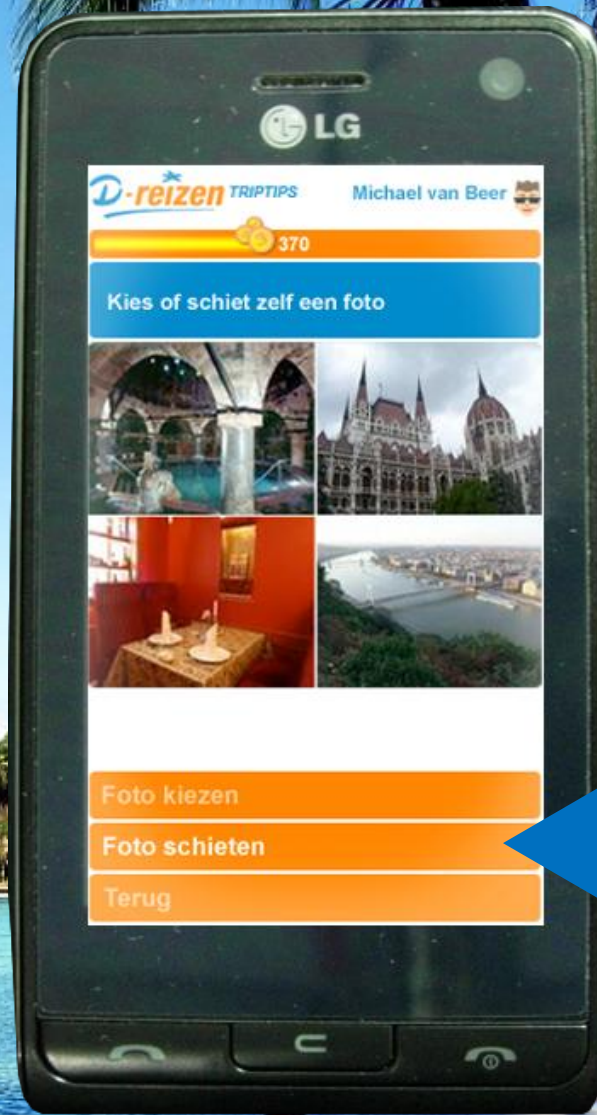 LG
D-reizen TRIPTIPS Michael van Beer
370
Kies of schiet zelf een foto
Foto kiezen
Foto schieten
Terug